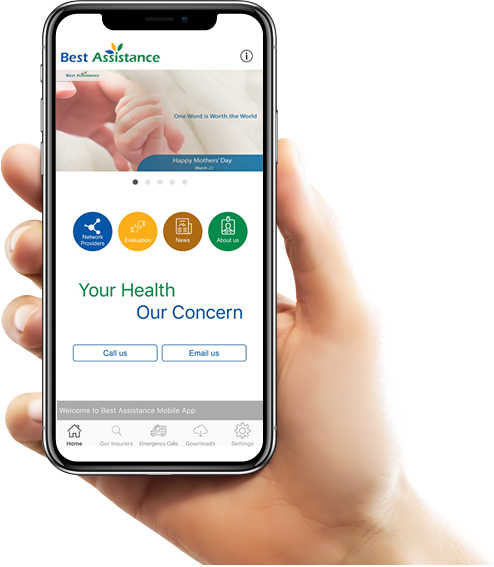 Best Assistance
Best Assistance
One Word is Worth the World
Happy Mothers' Day
March 21
Network
Providers
Evaluation
News
About us
Your Health
Our Concern
Call us
Email us
Welcome to Best Assistance Mobile App
Home
Our Insurers
Emergency Calls
Downloads
Settings